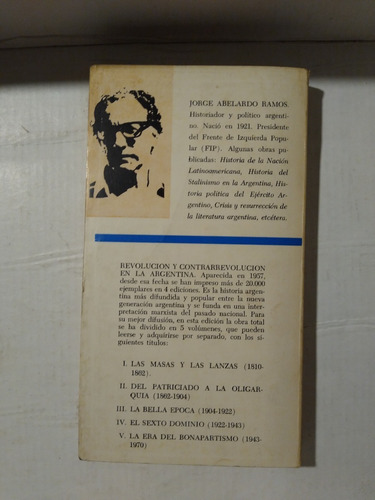 JORGE ABELARDO RAMOS.
Historiador y político argenti-
no. Nació en 1921. Presidente
del Frente de Izquierda Popu-
lar (FIP). Algunas obras pu-
blicadas: Historia de la Nación
Latinoamericana, Historia del
Stalinismo en la Argentina, His-
toria política del Ejército Ar-
gentino, Crisis y resurrección de
la literatura argentina, etcétera.
REVOLUCION Y CONTRARREVOLUCION
EN LA ARGENTINA. Aparecida en 1957,
desde esa fecha se han impreso más de 20.000
ejemplares en 4 ediciones. Es la historia argen-
tina más difundida y popular entre la nueva
generación argentina y se funda en una inter-
pretación marxista del pasado nacional. Para
su mejor difusión, en esta edición la obra total
se ha dividido en 5 volúmenes, que pueden
leerse y adquirirse por separado, con los si-
guientes títulos:
I. LAS MASAS Y LAS LANZAS (1810-
1862).
II. DEL PATRICIADO A LA OLIGAR-
QUIA (1862-1904)
III. LA BELLA EPOCA (1904-1922)
IV. EL SEXTO DOMINIO (1922-1943)
V. LA ERA DEL BONAPARTISMO (1943-
1970)